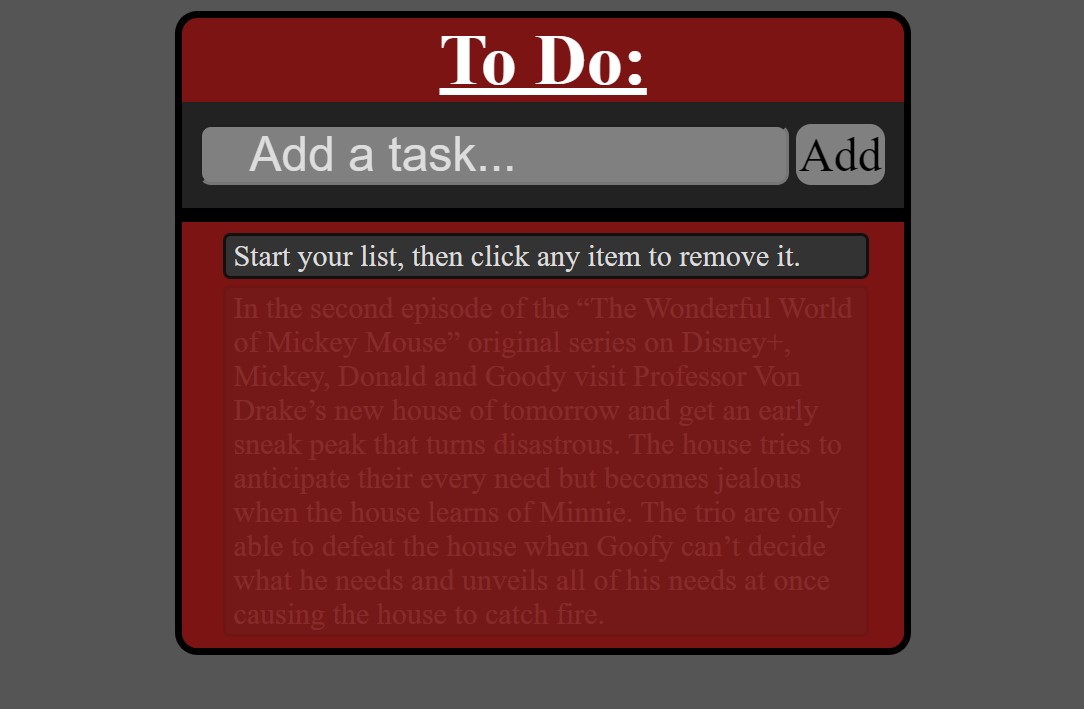 To Do:
Add a task...
Add
Start your list, then click any item to remove it.
In the second episode of the “The Wonderful World
of Mickey Mouse” original series on Disney+,
Mickey, Donald and Goody visit Professor Von
Drake’s new house of tomorrow and get an early
sneak peak that turns disastrous. The house tries to
anticipate their every need but becomes jealous
when the house learns of Minnie. The trio are only
able to defeat the house when Goofy can’t decide
what he needs and unveils all of his needs at once
causing the house to catch fire.